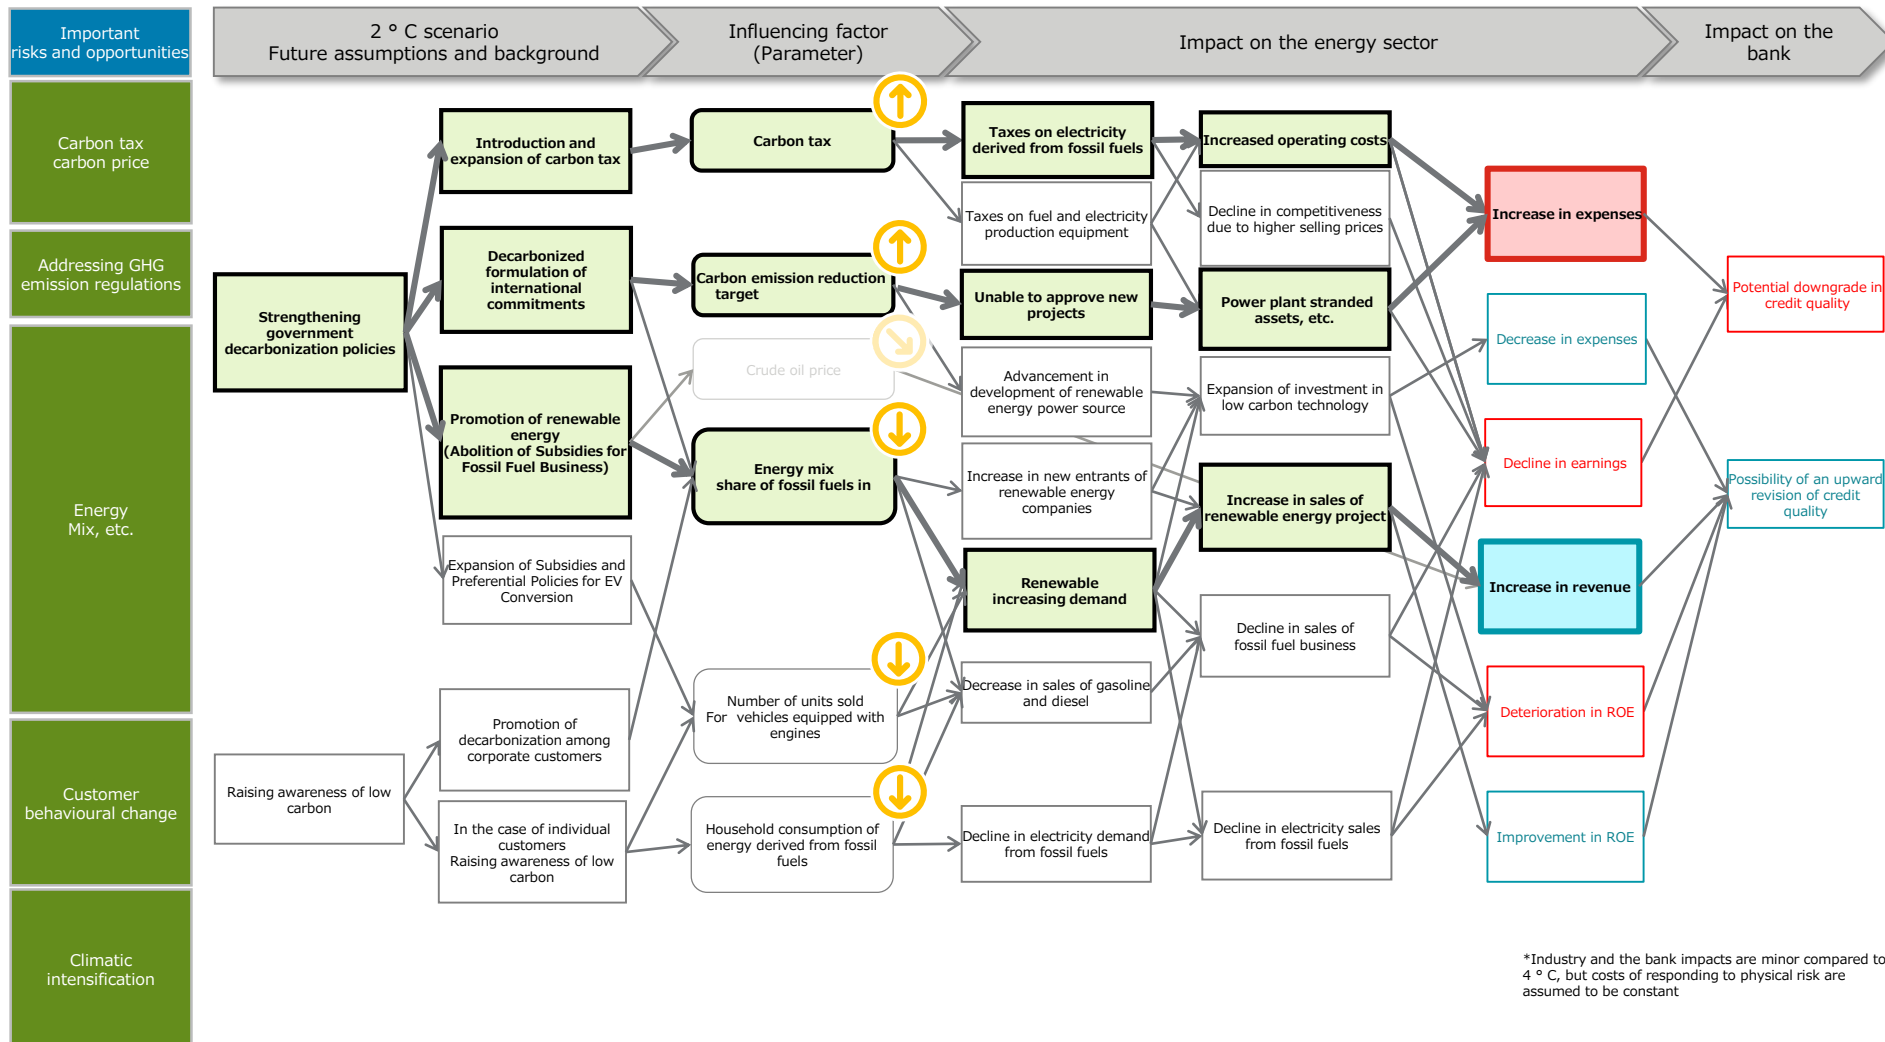 Important
risks and opportunities
2 ° C scenario
Future assumptions and background
Influencing factor
(Parameter)
Impact on the energy sector
Impact on the
bank
Carbon tax
carbon price
Addressing GHG
emission regulations
Energy
Mix, etc.
Customer
behavioural change
Climatic
intensification
Strengthening
government
decarbonization policies
Raising awareness of low
carbon
Introduction and
expansion of carbon tax
Decarbonized
formulation of
international
commitments
Promotion of renewable
energy
(Abolition of Subsidies for
Fossil Fuel Business)
Expansion of Subsidies and
Preferential Policies for EV
Conversion
Promotion of
decarbonization among
corporate customers
In the case of individual
customers
Raising awareness of low
carbon
Carbon tax
Carbon emission reduction
target
Crude oil price
Energy mix
share of fossil fuels in
Number of units sold
For vehicles equipped with
engines
Household consumption of
energy derived from fossil
fuels
Taxes on electricity
derived from fossil fuels
Taxes on fuel and electricity
production equipment
Unable to approve new
projects
Advancement in
development of renewable
energy power source
Increase in new entrants of
renewable energy
companies
Renewable
increasing demand
Decrease in sales of gasoline
and diesel
Decline in electricity demand
from fossil fuels
Increased operating costs
Decline in competitiveness
due to higher selling prices
Power plant stranded
assets, etc.
Expansion of investment in
low carbon technology
Increase in sales of
renewable energy project
Decline in sales of
fossil fuel business
Decline in electricity sales
from fossil fuels
Increase in expenses
Decrease in expenses
Decline in earnings
Increase in revenue
Deterioration in ROE
Improvement in ROE
Potential downgrade in
credit quality
Possibility of an upward
revision of credit
quality
*Industry and the bank impacts are minor compared to
4 ° C, but costs of responding to physical risk are
assumed to be constant